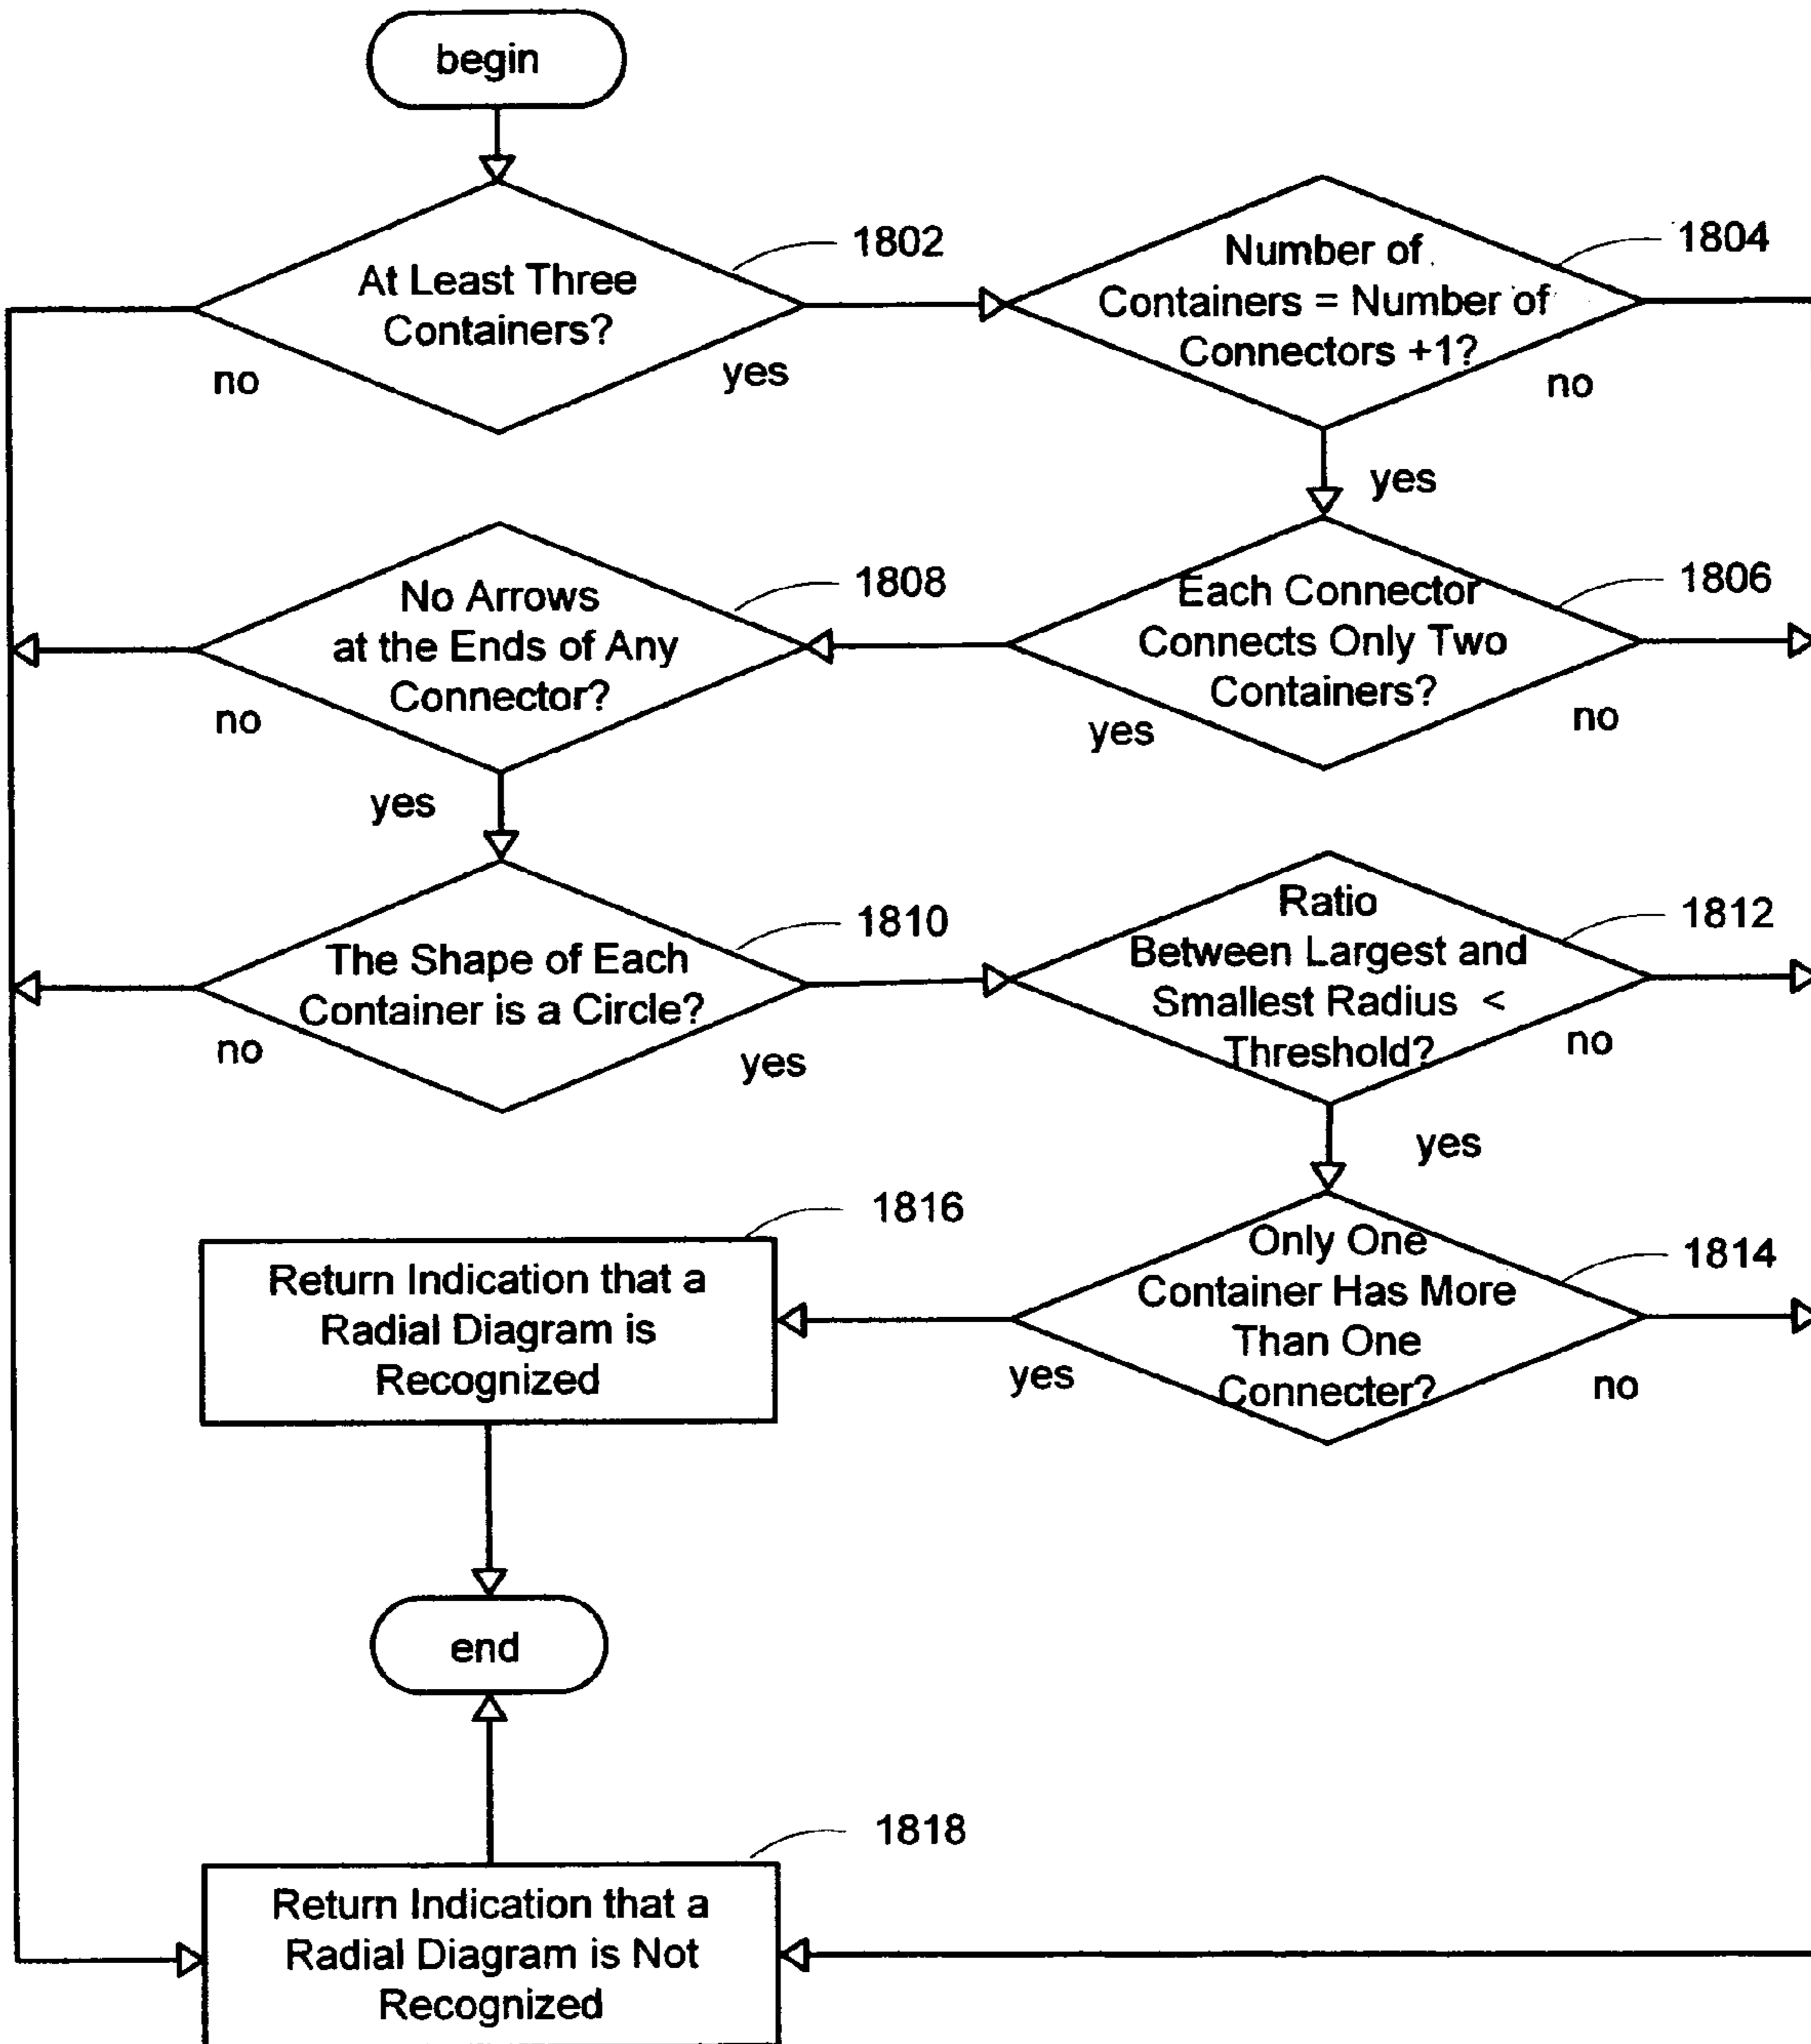 begin
1802
At Least Three
Containers?
no
yes
1804
Number of
Containers = Number of
Connectors +1?
no
yes
1806
Each Connector
Connects Only Two
Containers?
yes
no
1808
No Arrows
at the Ends of Any
Connector?
no
yes
1810
The Shape of Each
Container is a Circle?
no
yes
1812
Ratio
Between Largest and
Smallest Radius <
Threshold?
no
yes
1814
Only One
Container Has More
Than One
Connecter?
yes
no
1816
Return Indication that a
Radial Diagram is
Recognized
end
1818
Return Indication that a
Radial Diagram is Not
Recognized